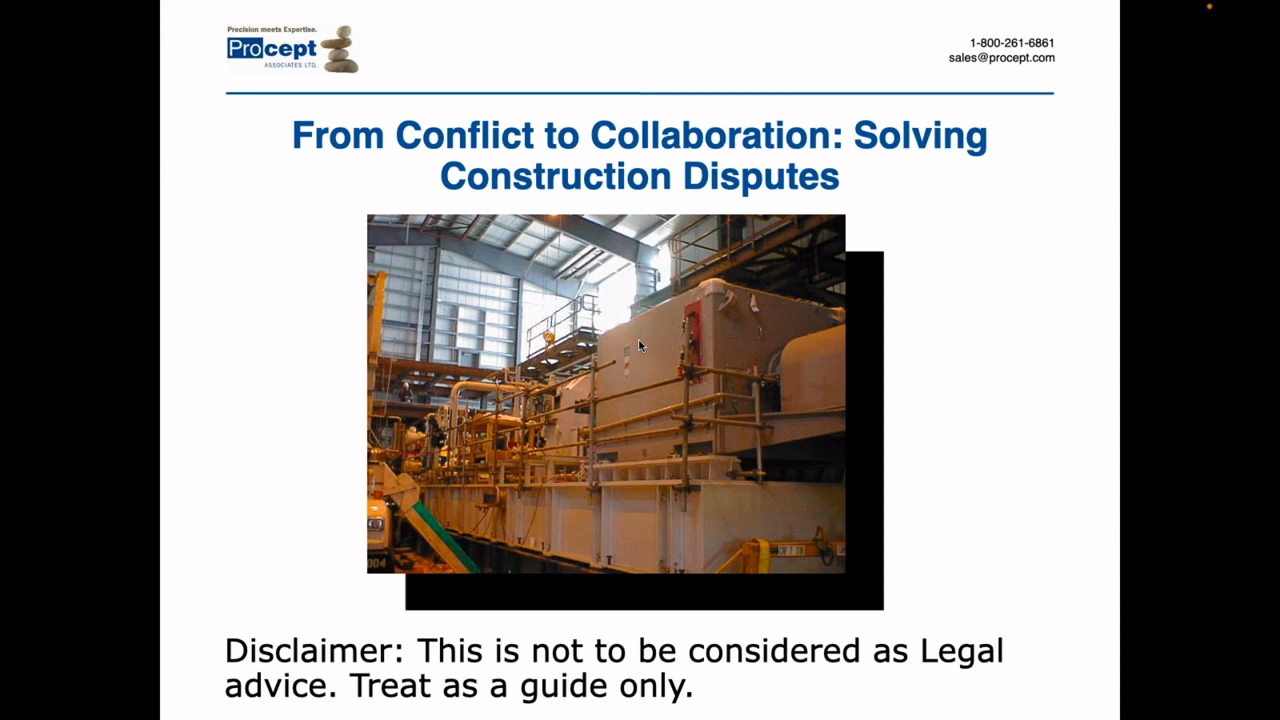 Precision meets Expertise.
Procept
ASSOCIATES LTD.
1-800-261-6861
sales@procept.com
From Conflict to Collaboration: Solving
Construction Disputes
004
Disclaimer: This is not to be considered as Legal
advice. Treat as a guide only.